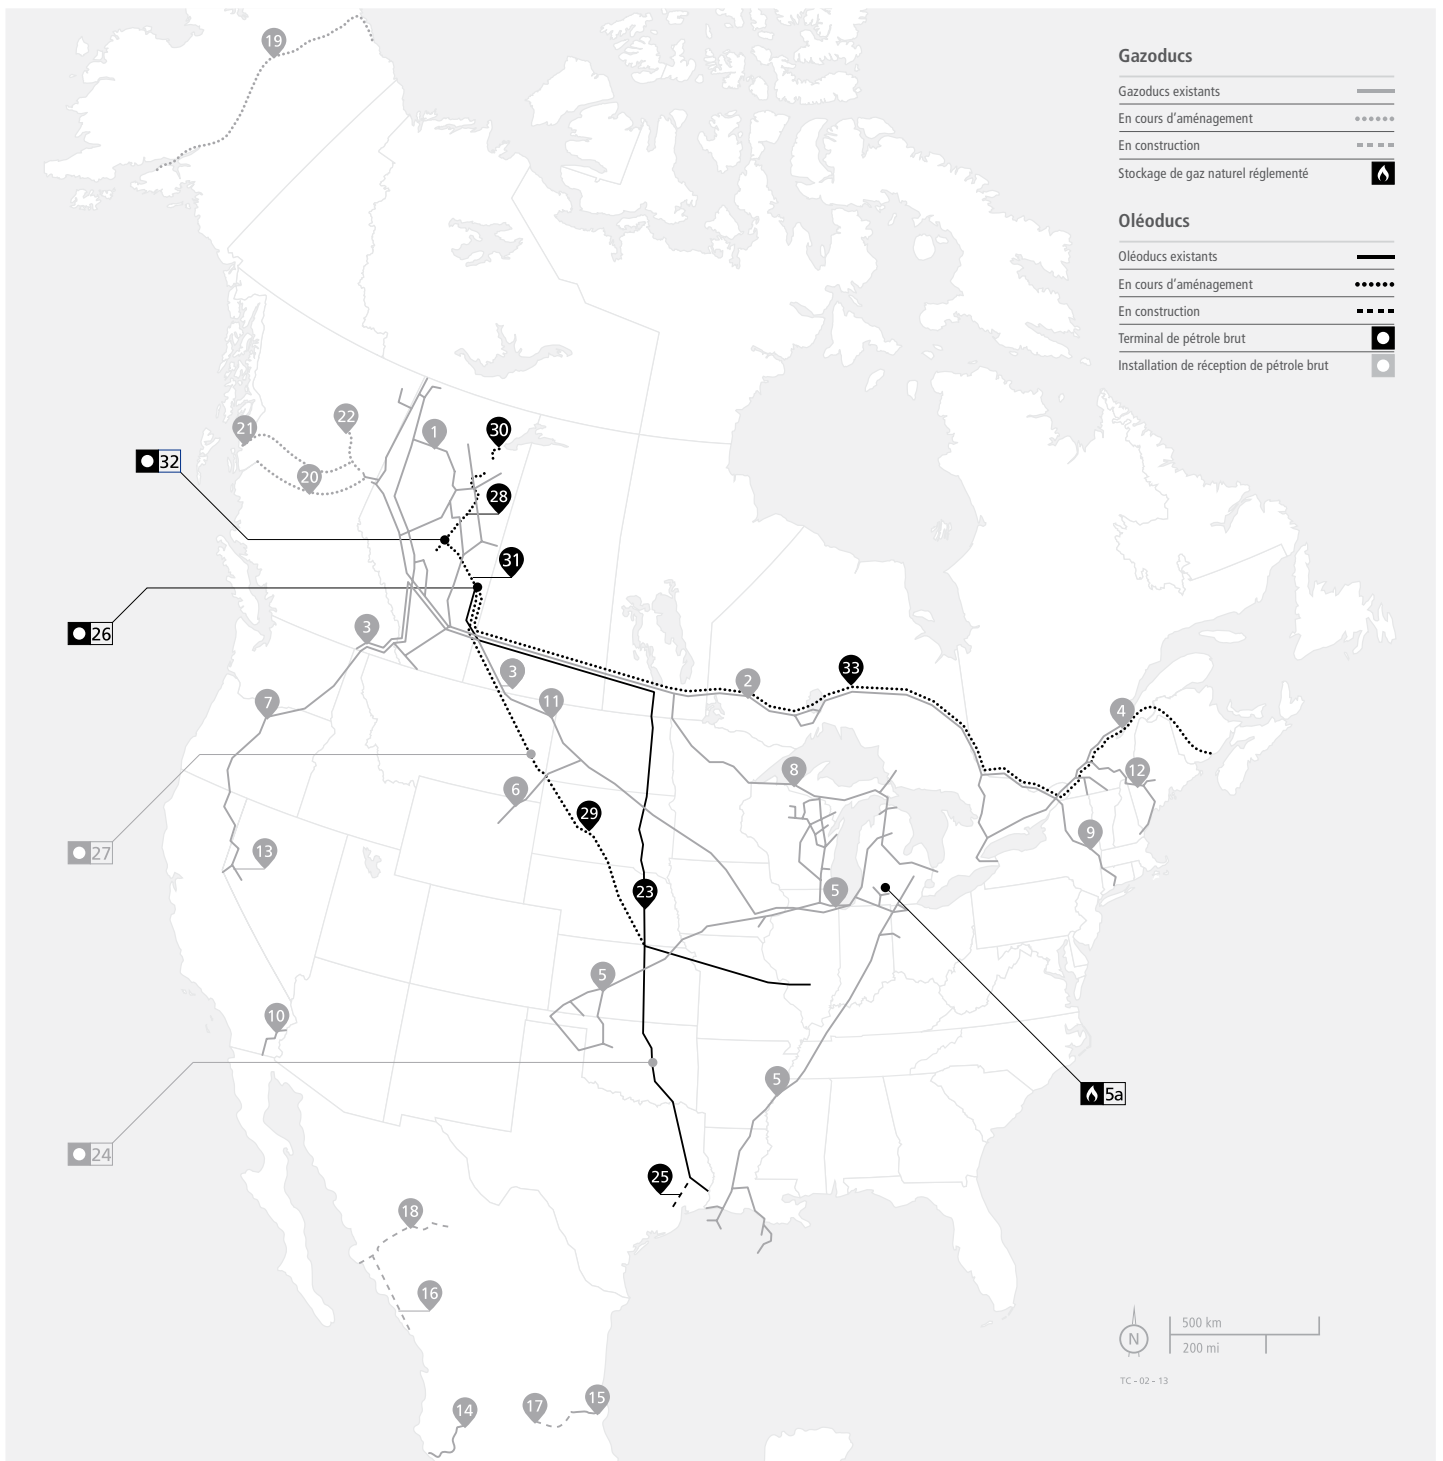 19
Gazoducs
Gazoducs existants
En cours d'aménagement
En construction
Stockage de gaz naturel réglementé
Oléoducs
Oléoducs existants
En cours d'aménagement
En construction
Terminal de pétrole brut
Installation de réception de pétrole brut
22
21
1
30
32
20
28
31
26
3
3
2
33
7
11
4
8
12
6
29
9
27
13
23
5
5
10
5
5a
24
25
18
16
500 km
N
200 mi
TC - 02 - 13
14
17
15